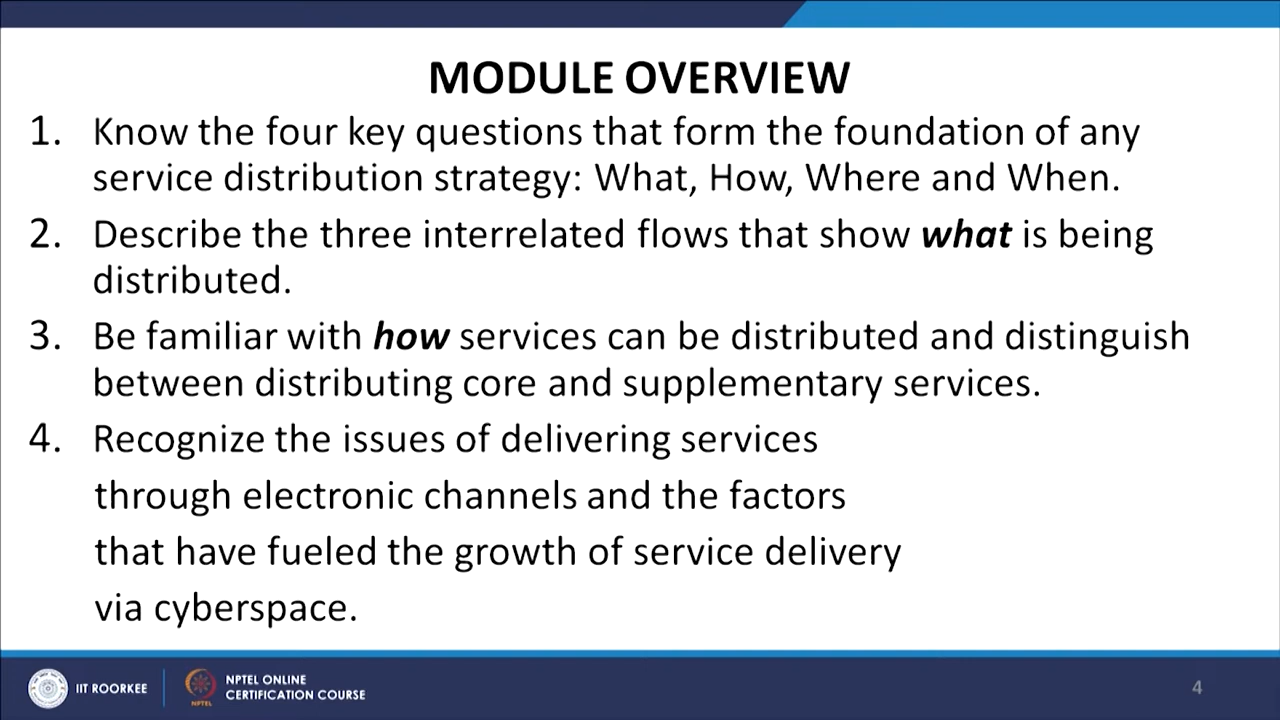 MODULE OVERVIEW
1. Know the four key questions that form the foundation of any
service distribution strategy: What, How, Where and When.
2. Describe the three interrelated flows that show what is being
distributed.
3. Be familiar with how services can be distributed and distinguish
between distributing core and supplementary services.
4. Recognize the issues of delivering services
through electronic channels and the factors
that have fueled the growth of service delivery
via cyberspace.
IIT ROORKEE
NPTEL
NPTEL ONLINE
CERTIFICATION COURSE
4